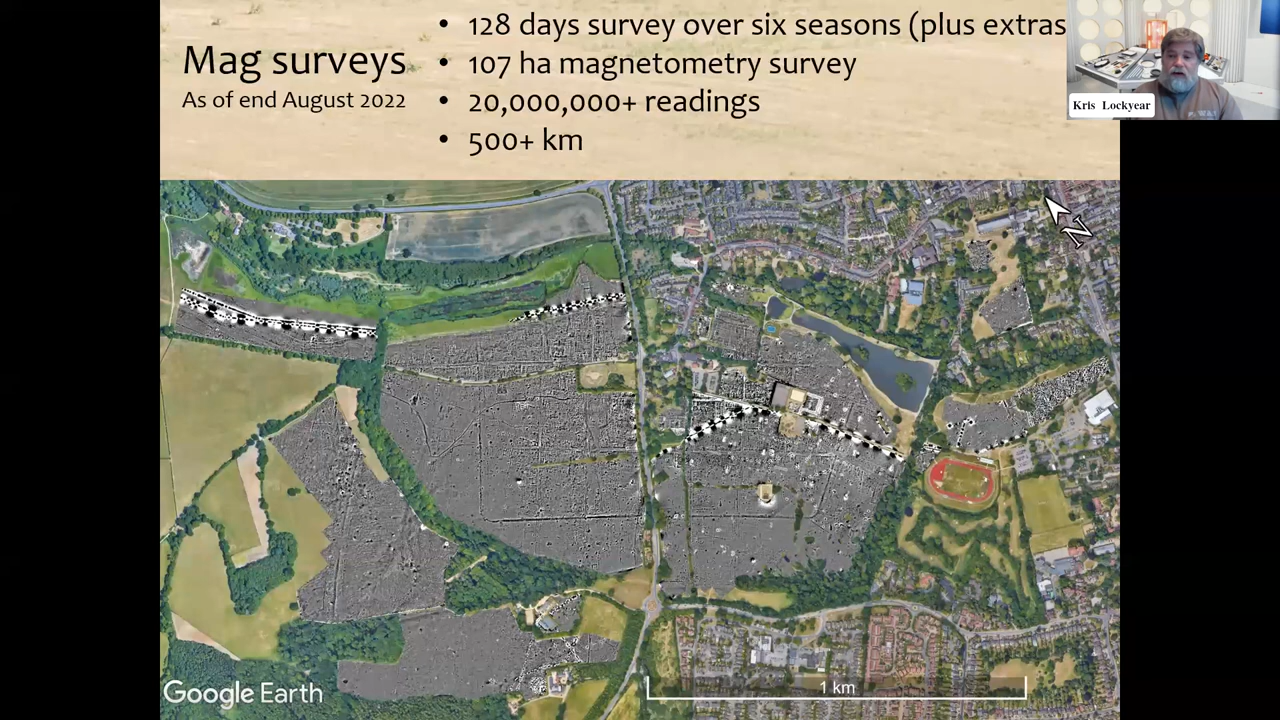 Mag surveys
As of end August 2022
• 128 days survey over six seasons (plus extras
• 107 ha magnetometry survey
• 20,000,000+ readings
• 500+ km
Kris Lockyear
N
Google Earth
1 km